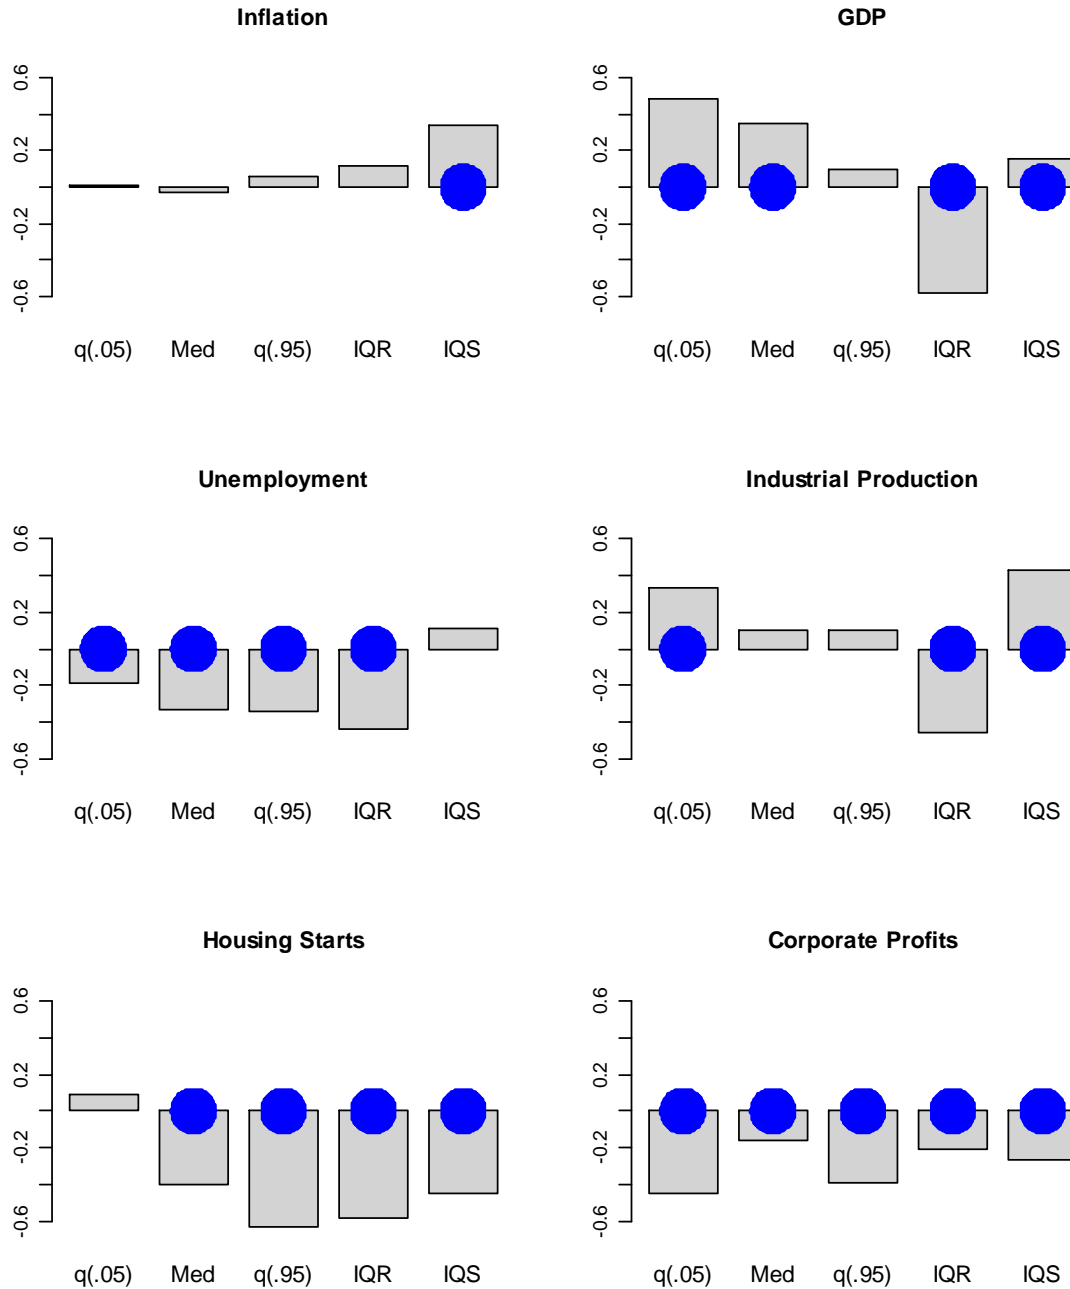 Inflation
0.6
0.2
-0.2
-0.6
q(.05) Med q(.95) IQR IQS
GDP
0.6
0.2
-0.2
-0.6
q(.05) Med q(.95) IQR IQS
Unemployment
0.6
0.2
-0.2
-0.6
q(.05) Med q(.95) IQR IQS
Industrial Production
0.6
0.2
-0.2
-0.6
q(.05) Med q(.95) IQR IQS
Housing Starts
0.6
0.2
-0.2
-0.6
q(.05) Med q(.95) IQR IQS
Corporate Profits
0.6
0.2
-0.2
-0.6
q(.05) Med q(.95) IQR IQS